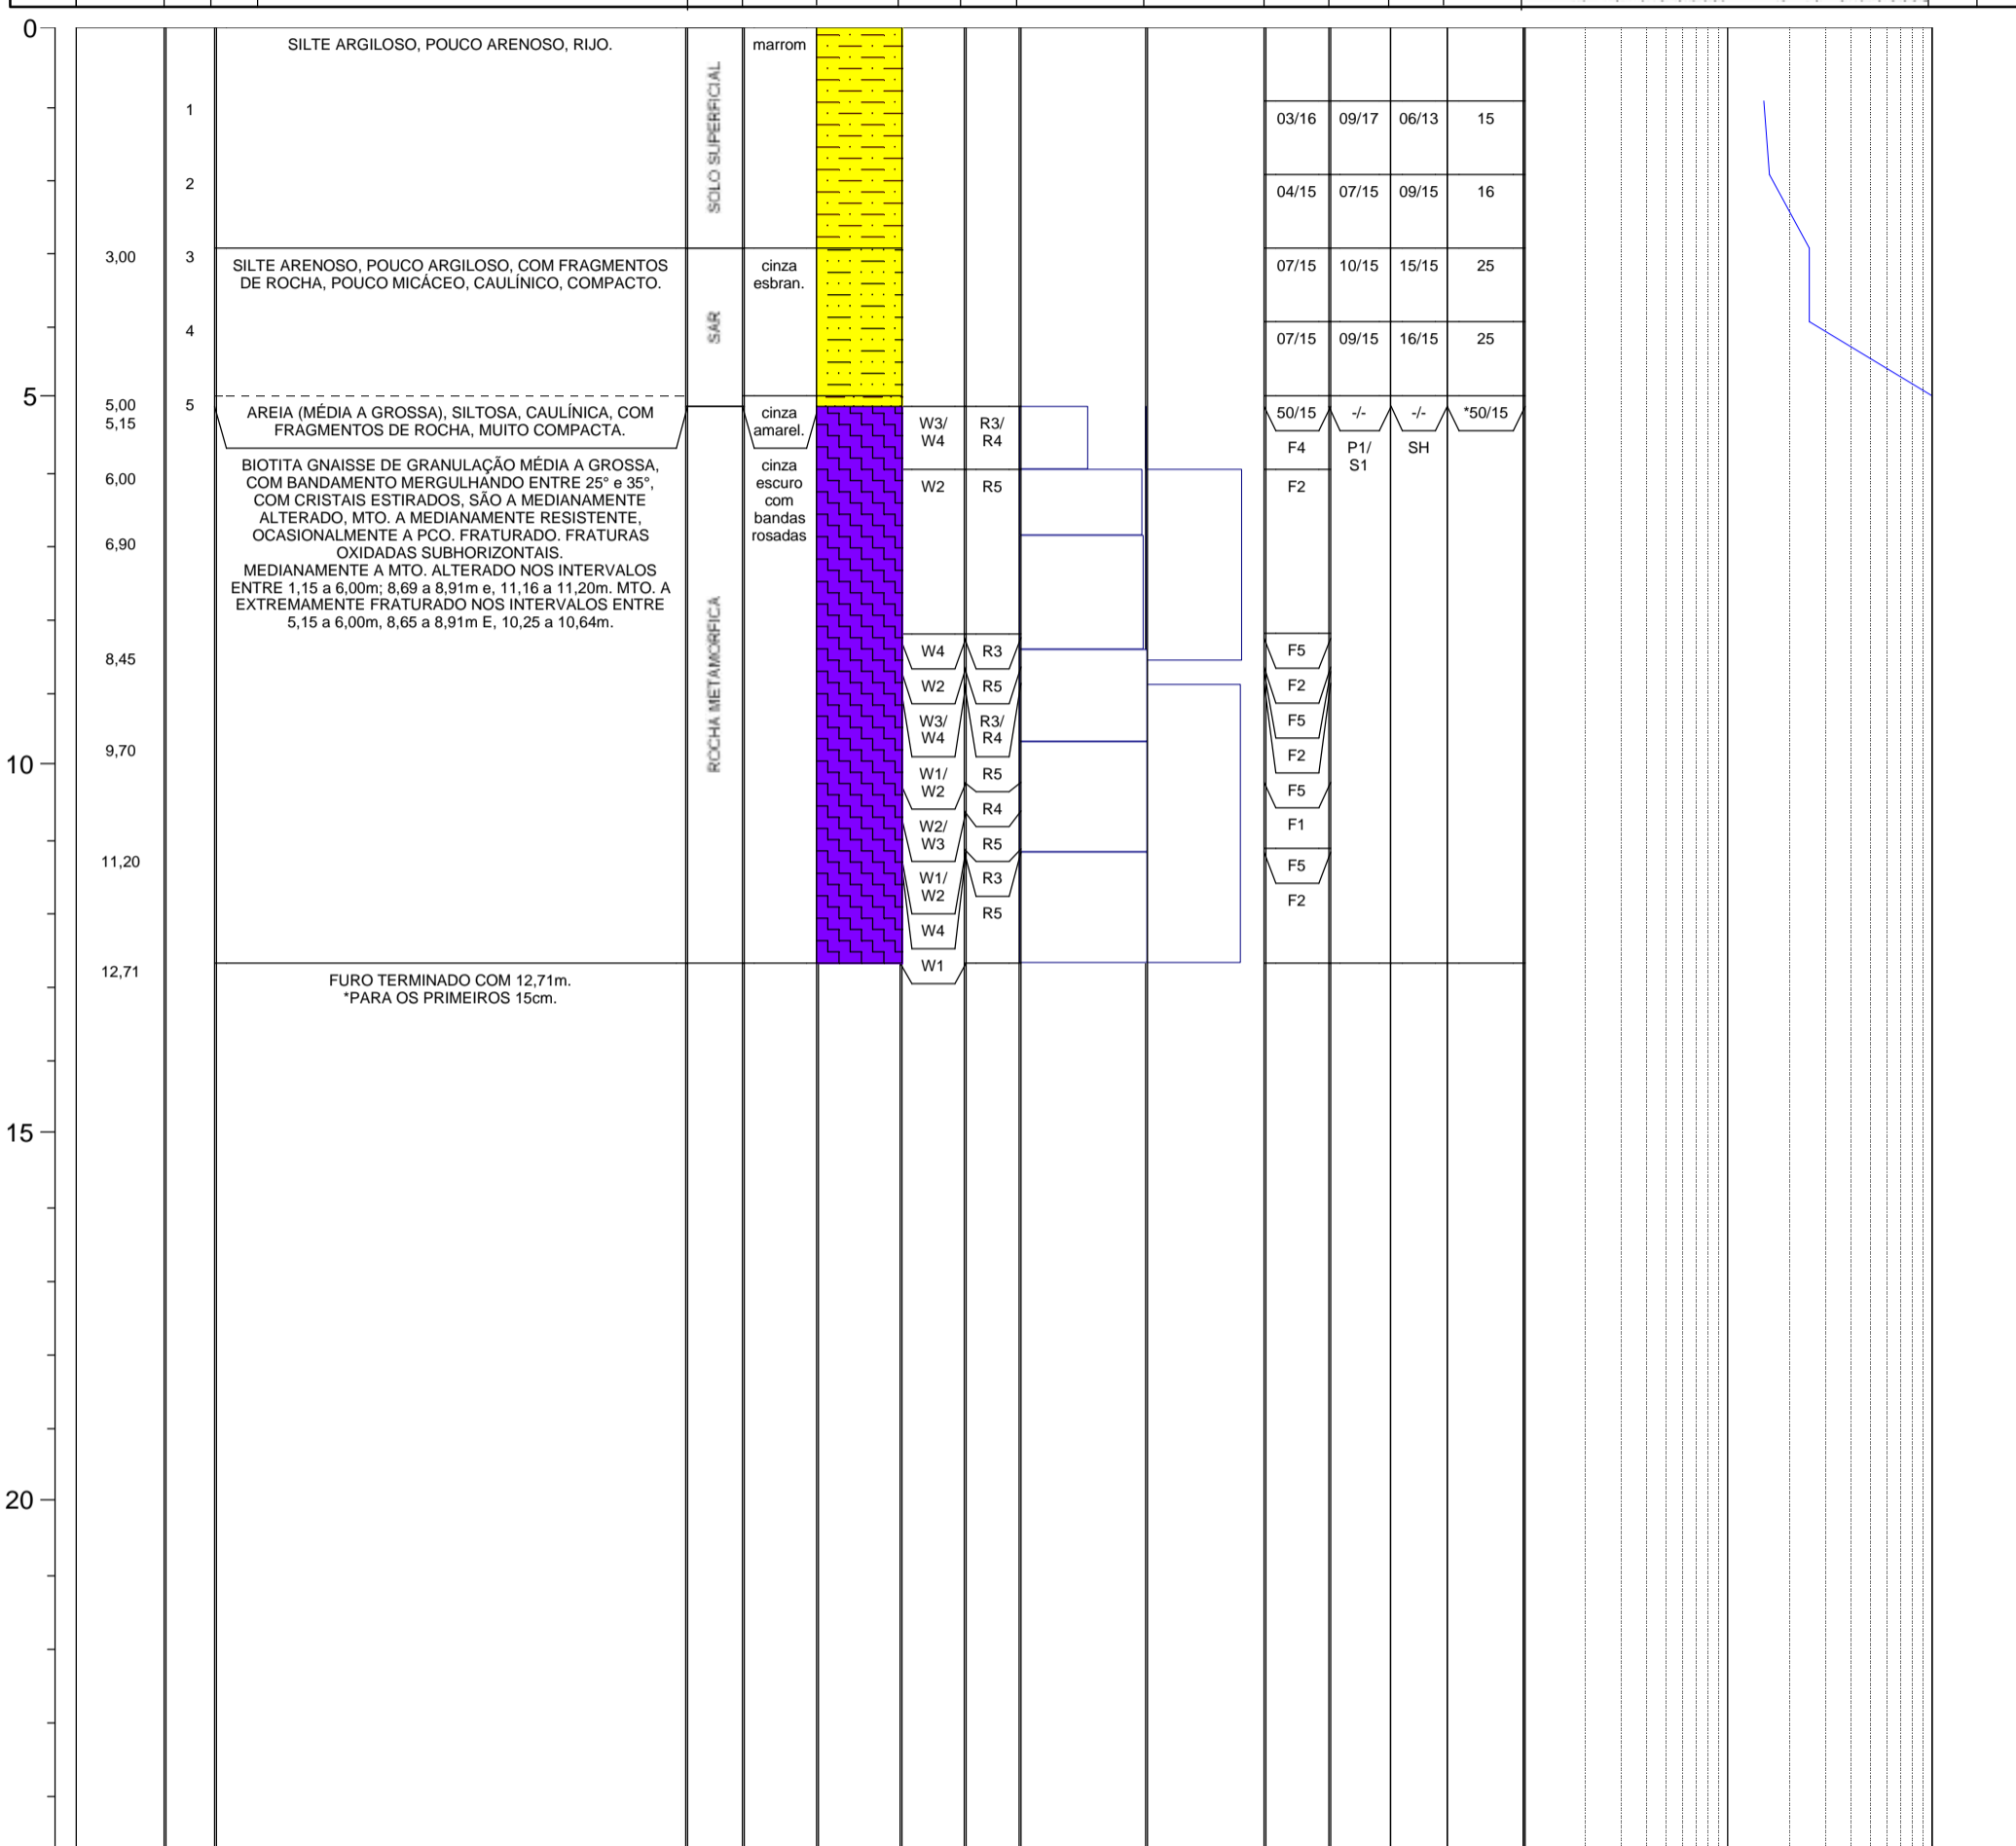 0
SILTE ARGILOSO, POUCO ARENOSO, RIJO.
SOLO SUPERFICIAL
marrom
1
03/16 09/17 06/13 15
2
04/15 07/15 09/15 16
3,00 3
SILTE ARENOSO, POUCO ARGILOSO, COM FRAGMENTOS
DE ROCHA, POUCO MICÁCEO, CAULÍNICO, COMPACTO.
SAR
cinza
esbran.
07/15 10/15 15/15 25
4
07/15 09/15 16/15 25
5
5,00 5
5,15
AREIA (MÉDIA A GROSSA), SILTOSA, CAULÍNICA, COM
FRAGMENTOS DE ROCHA, MUITO COMPACTA.
cinza
amarel.
W3/
W4
R3/
R4
50/15 -/- -/- *50/15
F4 P1/
S1
SH
BIOTITA GNAISSE DE GRANULAÇÃO MÉDIA A GROSSA,
COM BANDAMENTO MERGULHANDO ENTRE 25° e 35°,
COM CRISTAIS ESTIRADOS, SÃO A MEDIANAMENTE
ALTERADO, MTO. A MEDIANAMENTE RESISTENTE,
OCASIONALMENTE A PCO. FRATURADO. FRATURAS
OXIDADAS SUBHORIZONTAIS.
MEDIANAMENTE A MTO. ALTERADO NOS INTERVALOS
ENTRE 1,15 a 6,00m; 8,69 a 8,91m e, 11,16 a 11,20m. MTO. A
EXTREMAMENTE FRATURADO NOS INTERVALOS ENTRE
5,15 a 6,00m, 8,65 a 8,91m E, 10,25 a 10,64m.
ROCHA METAMORFICA
cinza
escuro
com
bandas
rosadas
6,00
W2 R5 F2
6,90
8,45
W4 R3 F5
W2 R5 F2
W3/
W4
R3/
R4
F5
9,70
F2
10
W1/
W2
R5
F5
R4
W2/
W3
F1
R5
11,20
F5
W1/
W2
R3
F2
R5
W4
12,71
W1
FURO TERMINADO COM 12,71m.
*PARA OS PRIMEIROS 15cm.
15
20